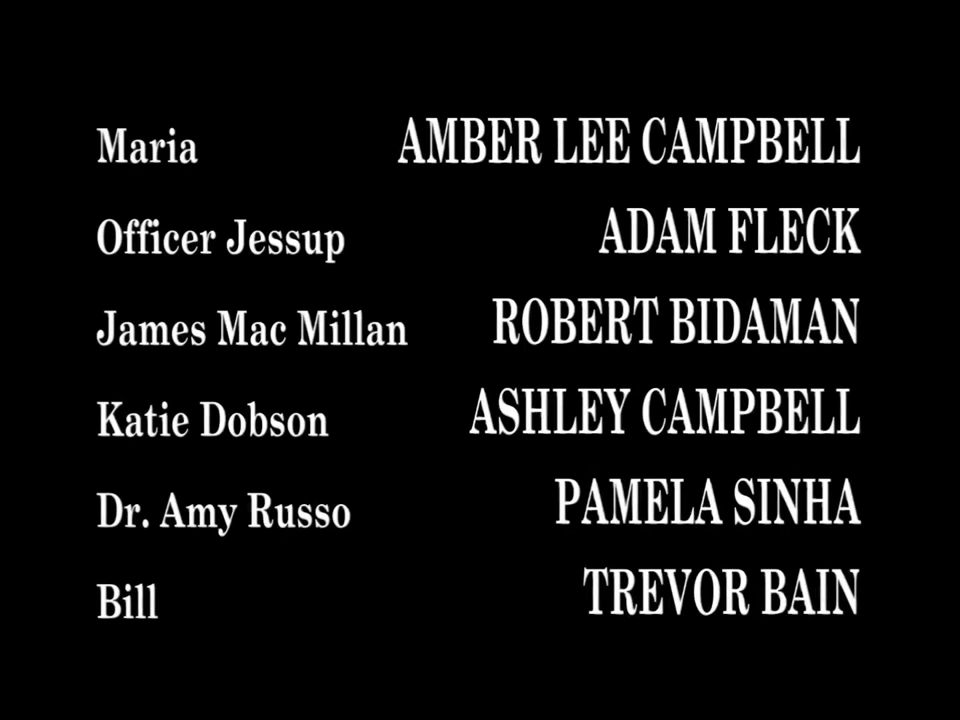 Maria AMBER LEE CAMPBELL
Officer Jessup ADAM FLECK
James Mac Millan ROBERT BIDAMAN
Katie Dobson ASHLEY CAMPBELL
Dr. Amy Russo PAMELA SINHA
Bill TREVOR BAIN